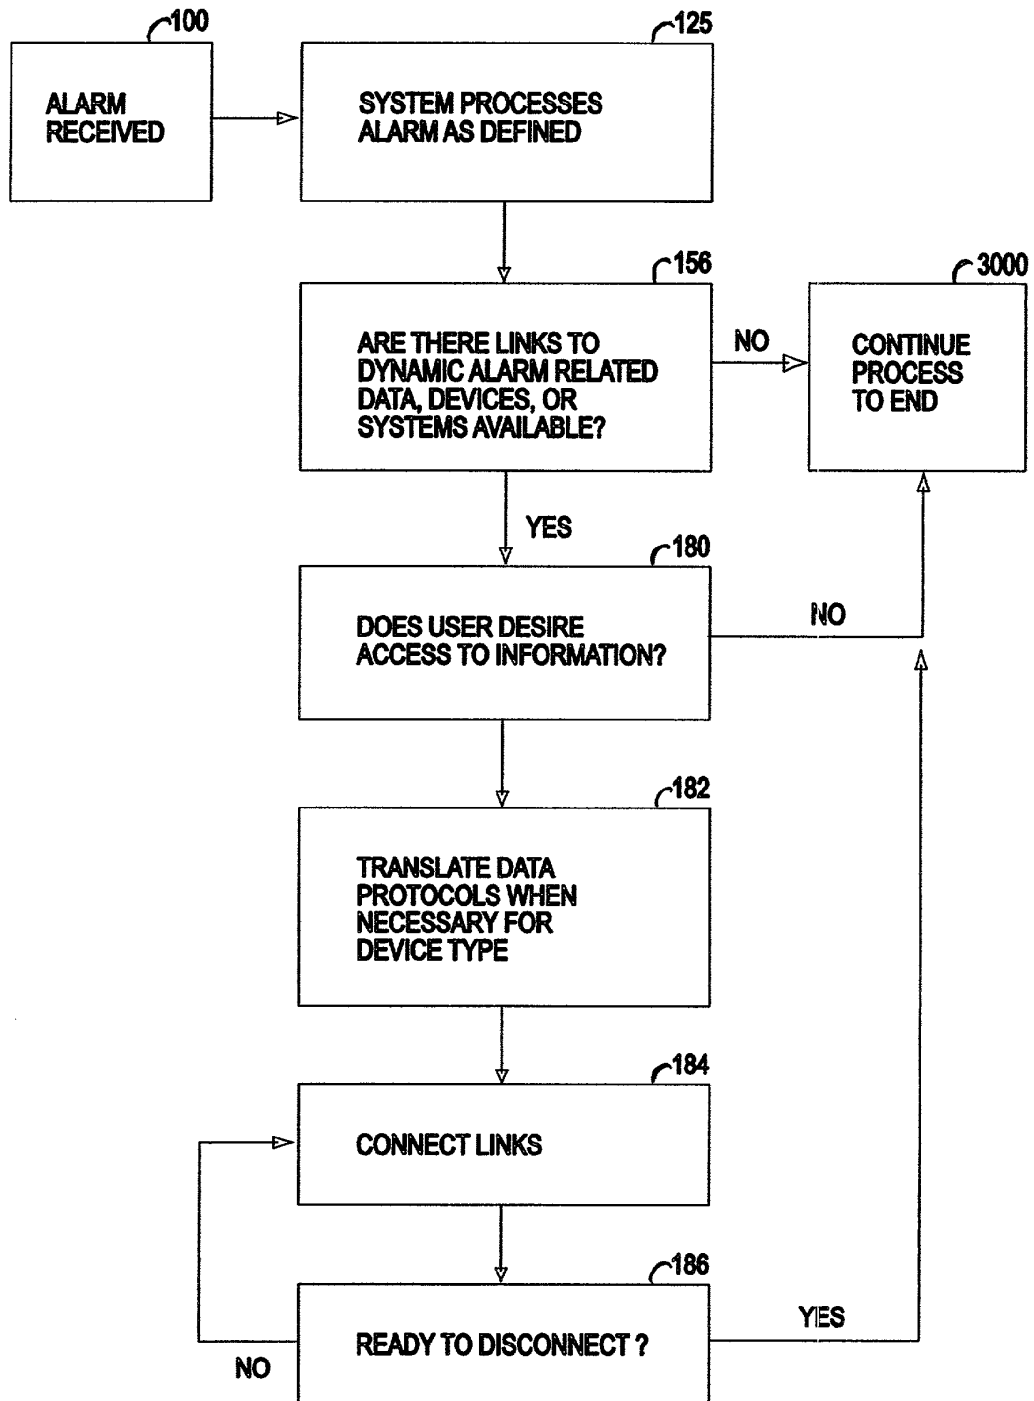 100
ALARM
RECEIVED
125
SYSTEM PROCESSES
ALARM AS DEFINED
156
ARE THERE LINKS TO
DYNAMIC ALARM RELATED
DATA, DEVICES, OR
SYSTEMS AVAILABLE?
NO
3000
CONTINUE
PROCESS
TO END
YES
180
DOES USER DESIRE
ACCESS TO INFORMATION?
NO
182
TRANSLATE DATA
PROTOCOLS WHEN
NECESSARY FOR
DEVICE TYPE
184
CONNECT LINKS
186
READY TO DISCONNECT ?
YES
NO